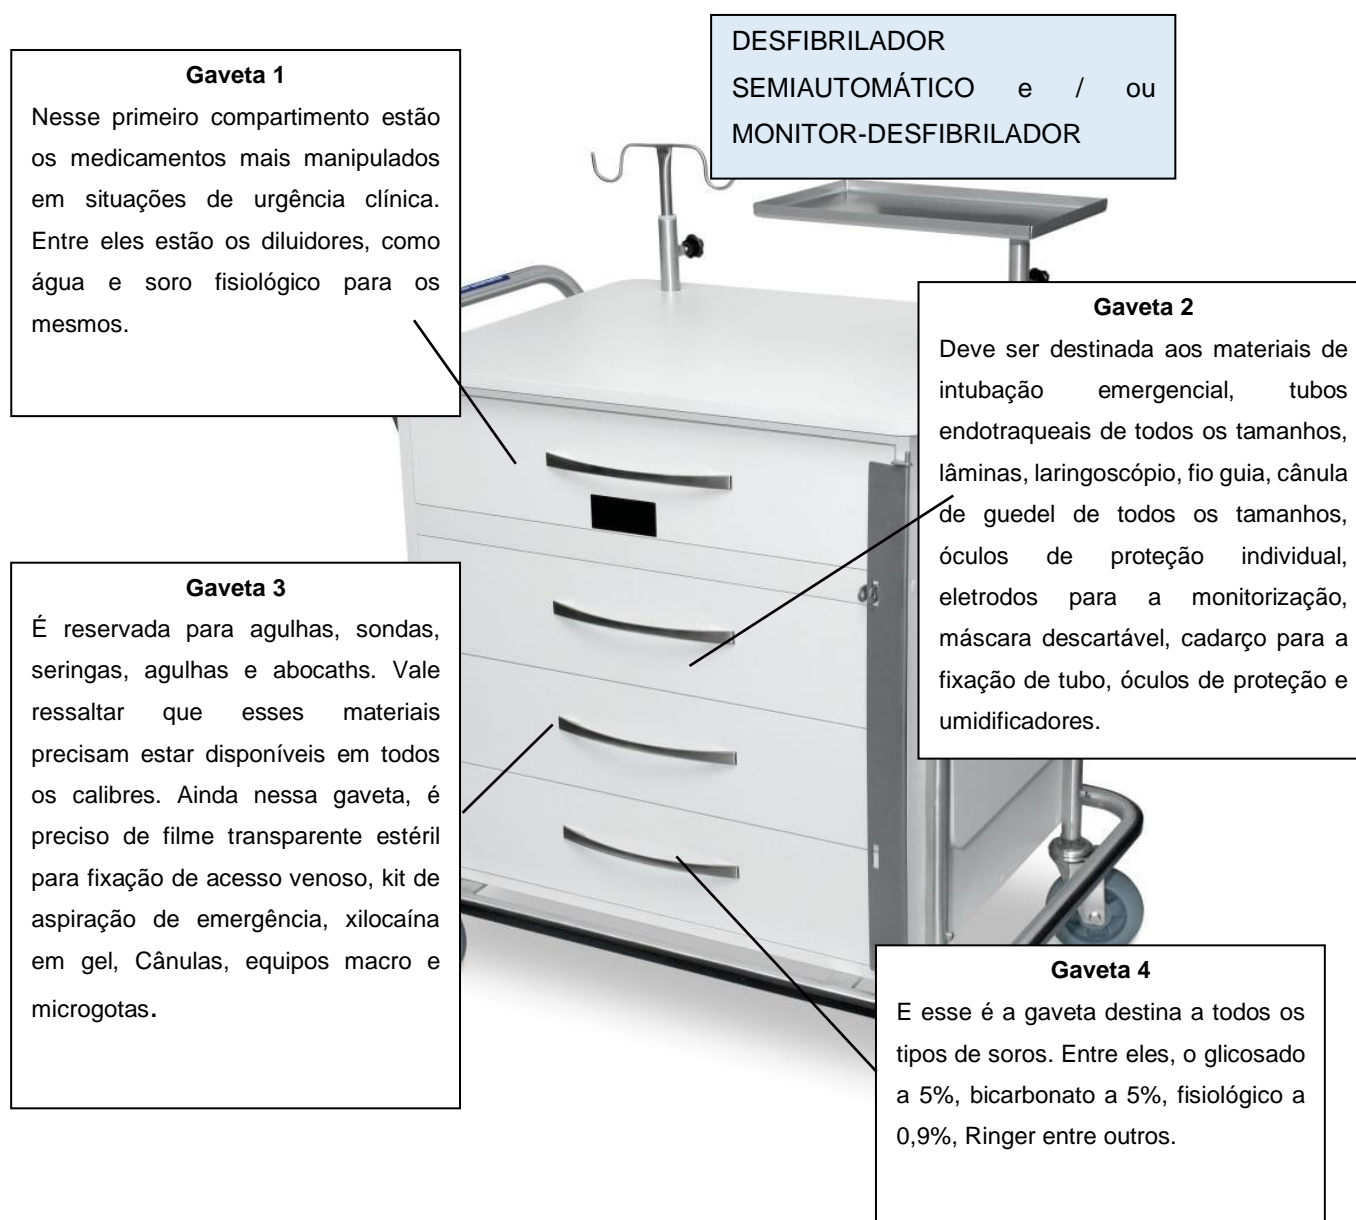 DESFIBRILADOR
SEMIAUTOMÁTICO e / ou
MONITOR-DESFIBRILADOR
Gaveta 1
Nesse primeiro compartimento estão
os medicamentos mais manipulados
em situações de urgência clínica.
Entre eles estão os diluidores, como
água e soro fisiológico para os
mesmos.
Gaveta 2
Deve ser destinada aos materiais de
intubação emergencial, tubos
endotraqueais de todos os tamanhos,
lâminas, laringoscópio, fio guia, cânula
de guedel de todos os tamanhos,
óculos de proteção individual,
eletrodos para a monitorização,
máscara descartável, cadarço para a
fixação de tubo, óculos de proteção e
umidificadores.
Gaveta 3
É reservada para agulhas, sondas,
seringas, agulhas e abocaths. Vale
ressaltar que esses materiais
precisam estar disponíveis em todos
os calibres. Ainda nessa gaveta, é
preciso de filme transparente estéril
para fixação de acesso venoso, kit de
aspiração de emergência, xilocaína
em gel, Cânulas, equipos macro e
microgotas.
Gaveta 4
E esse é a gaveta destina a todos os
tipos de soros. Entre eles, o glicosado
a 5%, bicarbonato a 5%, fisiológico a
0,9%, Ringer entre outros.